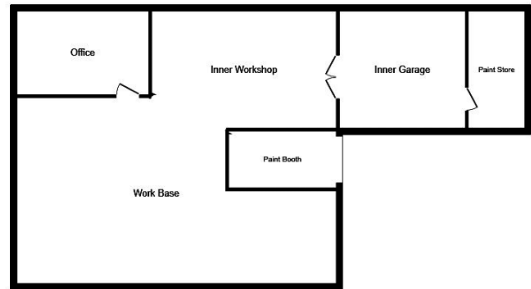 Office
Inner Workshop
Inner Garage
Paint Store
Paint Booth
Work Base